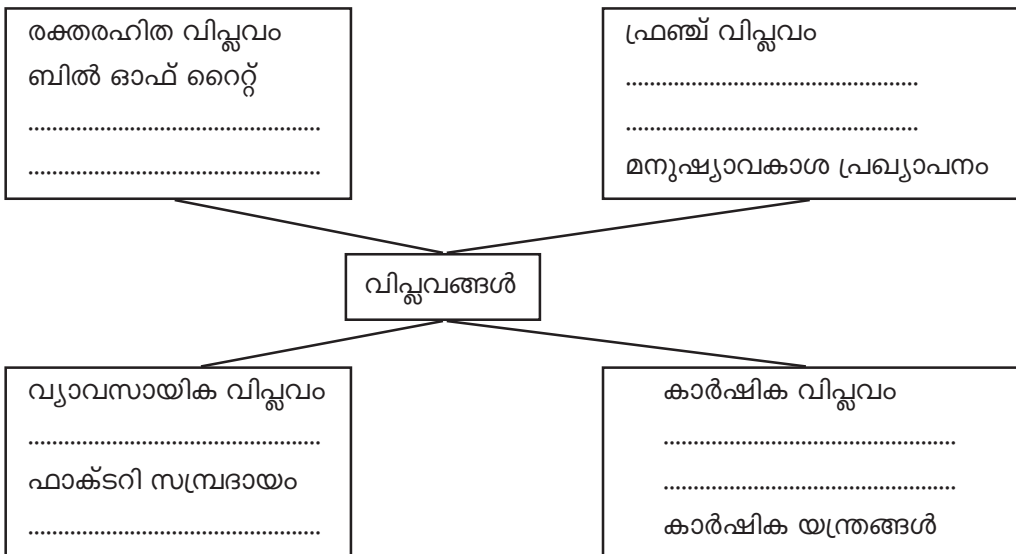 രക്തരഹിത വിപ്ലവം
ബിൽ ഓഫ് റൈറ്റ്
.................................................
.................................................
ഫ്രഞ്ച് വിപ്ലവം
.................................................
.................................................
മനുഷ്യാവകാശ പ്രഖ്യാപനം
വിപ്ലവങ്ങൾ
വ്യാവസായിക വിപ്ലവം
.................................................
ഫാക്ടറി സമ്പ്രദായം
.................................................
കാർഷിക വിപ്ലവം
.................................................
.................................................
കാർഷിക യന്ത്രങ്ങൾ